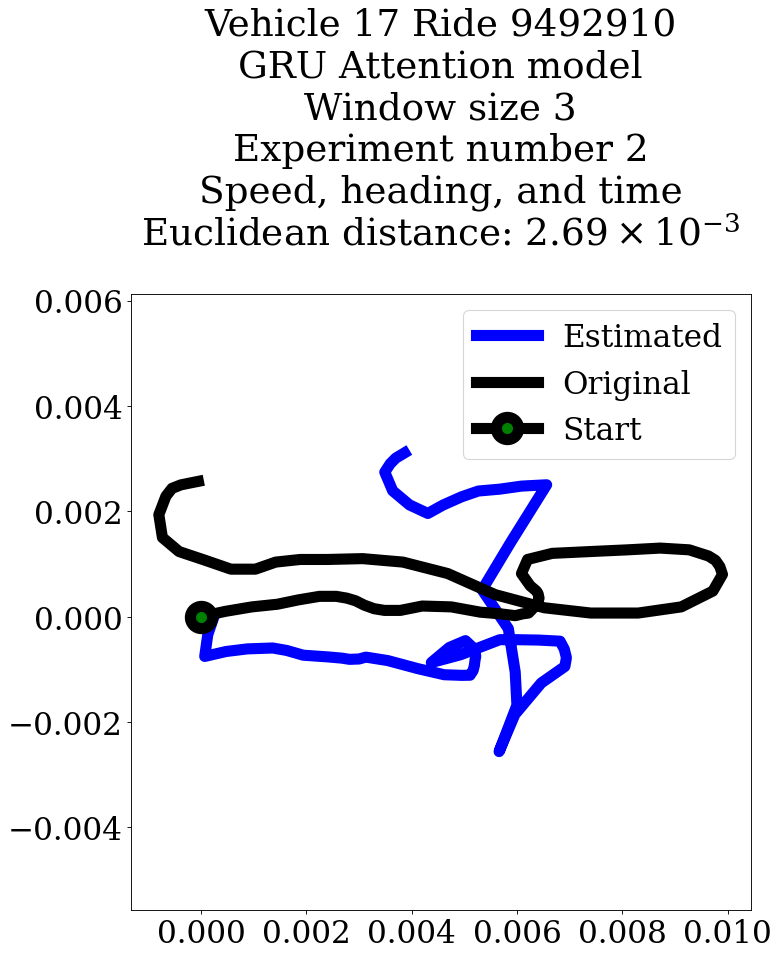 Vehicle 17 Ride 9492910
GRU Attention model
Window size 3
Experiment number 2
Speed, heading, and time
Euclidean distance: 2.69 × 10⁻³
Estimated
Original
Start
0.006
0.004
0.002
0.000
−0.002
−0.004
0.000 0.002 0.004 0.006 0.008 0.010